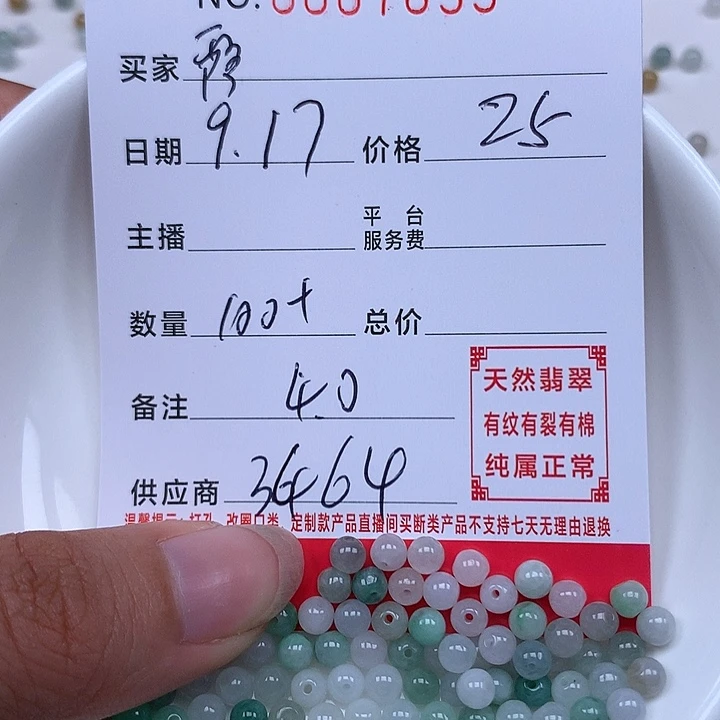 NO.
买家
日期 9.17 价格 25
主播 平台服务费
数量 100+ 总价
备注 4.0
供应商 3464
天然翡翠
有纹有裂有棉
纯属正常
温馨提示：打孔、改圈口类、定制款产品直播间买断类产品不支持七天无理由退换